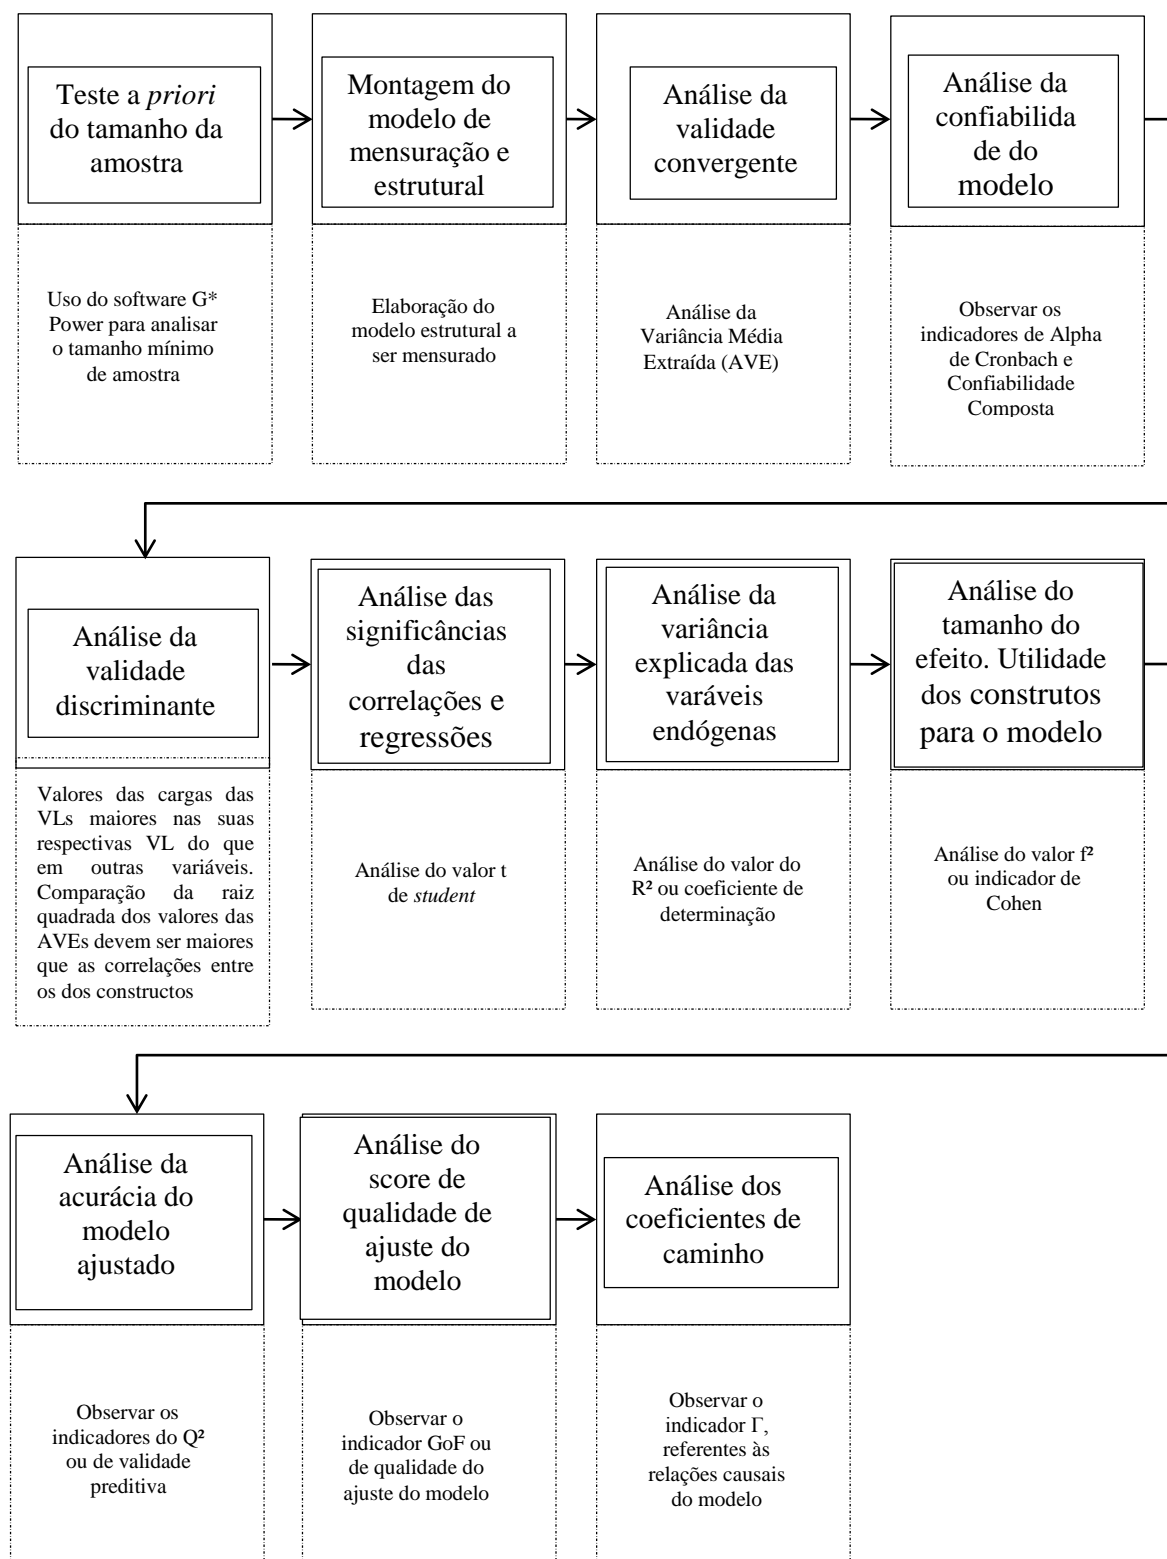 Teste a priori
do tamanho da
amostra
Montagem do
modelo de
mensuração e
estrutural
Análise da
validade
convergente
Análise da
confiabilida
de do
modelo
Uso do software G*
Power para analisar
o tamanho mínimo
de amostra
Elaboração do
modelo estrutural a
ser mensurado
Análise da
Variância Média
Extraída (AVE)
Observar os
indicadores de Alpha
de Cronbach e
Confiabilidade
Composta
Análise da
validade
discriminante
Análise das
significâncias
das
correlações e
regressões
Análise da
variância
explicada das
varáveis
endógenas
Análise do
tamanho do
efeito. Utilidade
dos construtos
para o modelo
Valores das cargas das
VLs maiores nas suas
respectivas VL do que
em outras variáveis.
Comparação da raiz
quadrada dos valores das
AVEs devem ser maiores
que as correlações entre
os dos constructos
Análise do valor t
de student
Análise do valor do
R² ou coeficiente de
determinação
Análise do valor f²
ou indicador de
Cohen
Análise da
acurácia do
modelo
ajustado
Análise do
score de
qualidade de
ajuste do
modelo
Análise dos
coeficientes de
caminho
Observar os
indicadores do Q²
ou de validade
preditiva
Observar o
indicador GoF ou
de qualidade do
ajuste do modelo
Observar o
indicador Γ,
referentes às
relações causais
do modelo